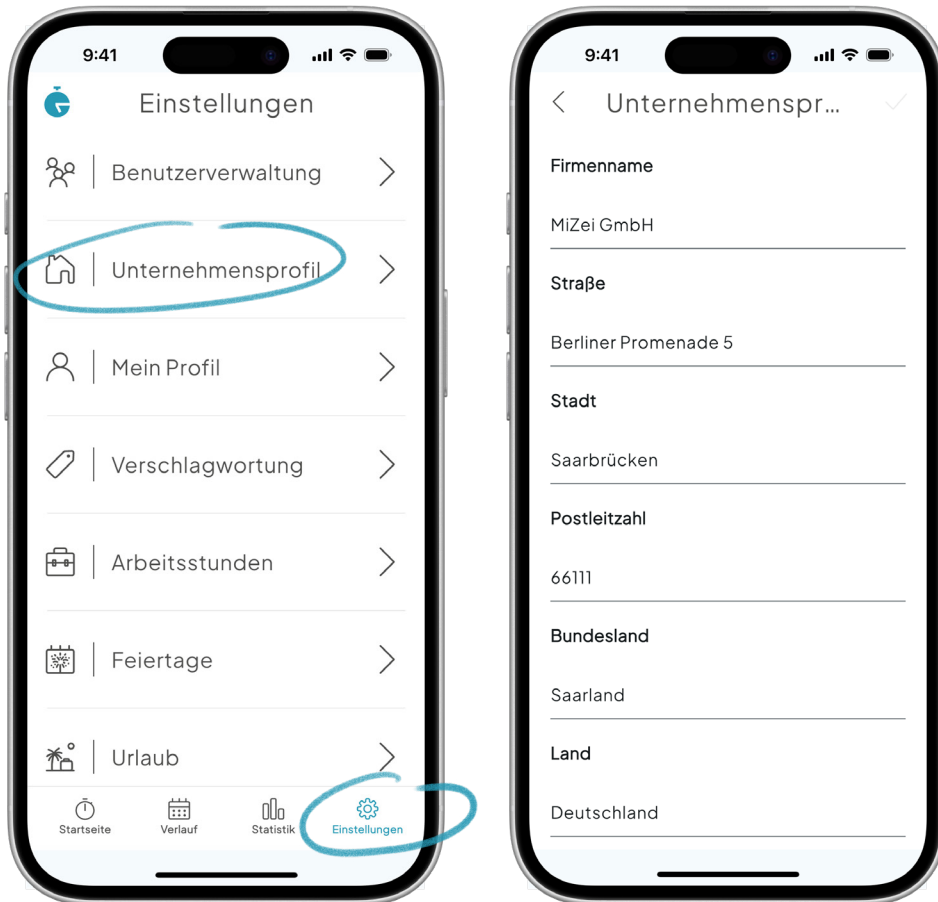 9:41
Einstellungen
Benutzerverwaltung
Unternehmensprofil
Mein Profil
Verschlagwortung
Arbeitsstunden
Feiertage
Urlaub
Startseite Verlauf Statistik Einstellungen
9:41
Unternehmenspr...
Firmenname
MiZei GmbH
Straße
Berliner Promenade 5
Stadt
Saarbrücken
Postleitzahl
66111
Bundesland
Saarland
Land
Deutschland